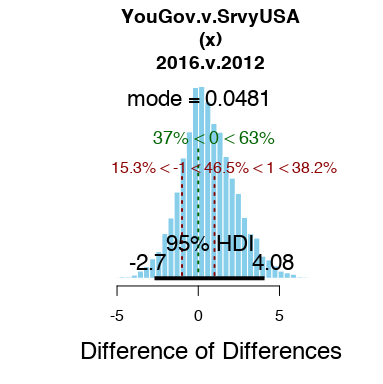 YouGov.v.SrvyUSA
(x)
2016.v.2012
mode = 0.0481
37% < 0 < 63%
15.3% < -1 < 46.5% < 1 < 38.2%
95% HDI
-2.7 4.08
-5 0 5
Difference of Differences